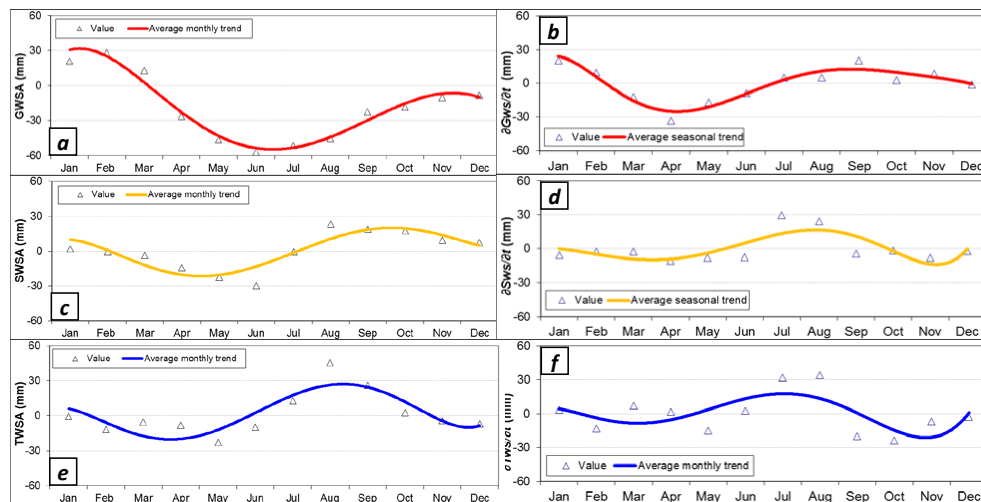 60
30
0
-30
-60
GWSA (mm)
Value
Average monthly trend
a
Jan Feb Mar Apr May Jun Jul Aug Sep Oct Nov Dec
60
30
0
-30
-60
∂Gws/∂t (mm)
b
Value
Average seasonal trend
Jan Feb Mar Apr May Jun Jul Aug Sep Oct Nov Dec
60
30
0
-30
-60
SWSA (mm)
Value
Average monthly trend
c
Jan Feb Mar Apr May Jun Jul Aug Sep Oct Nov Dec
60
30
0
-30
-60
∂Sws/∂t (mm)
d
Value
Average seasonal trend
Jan Feb Mar Apr May Jun Jul Aug Sep Oct Nov Dec
60
30
0
-30
-60
TWSA (mm)
Value
Average monthly trend
e
Jan Feb Mar Apr May Jun Jul Aug Sep Oct Nov Dec
60
30
0
-30
-60
∂Tws/∂t (mm)
f
Value
Average monthly trend
Jan Feb Mar Apr May Jun Jul Aug Sep Oct Nov Dec